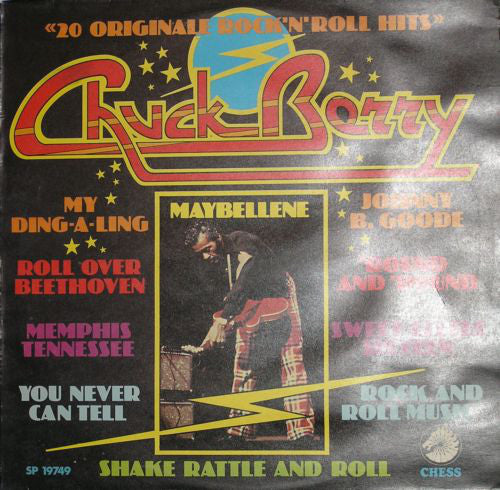 «20 ORIGINALE ROCK'N'ROLL HITS»
Chuck Berry
MY
DING-A-LING
MAYBELLENE
JOHNNY
B. GOODE
ROLL OVER
BEETHOVEN
ROUND
AND ROUND
MEMPHIS
TENNESSEE
SWEET
YOU NEVER
CAN TELL
ROCK AND
ROLL MUSIC
SP 19749
SHAKE RATTLE AND ROLL
CHESS